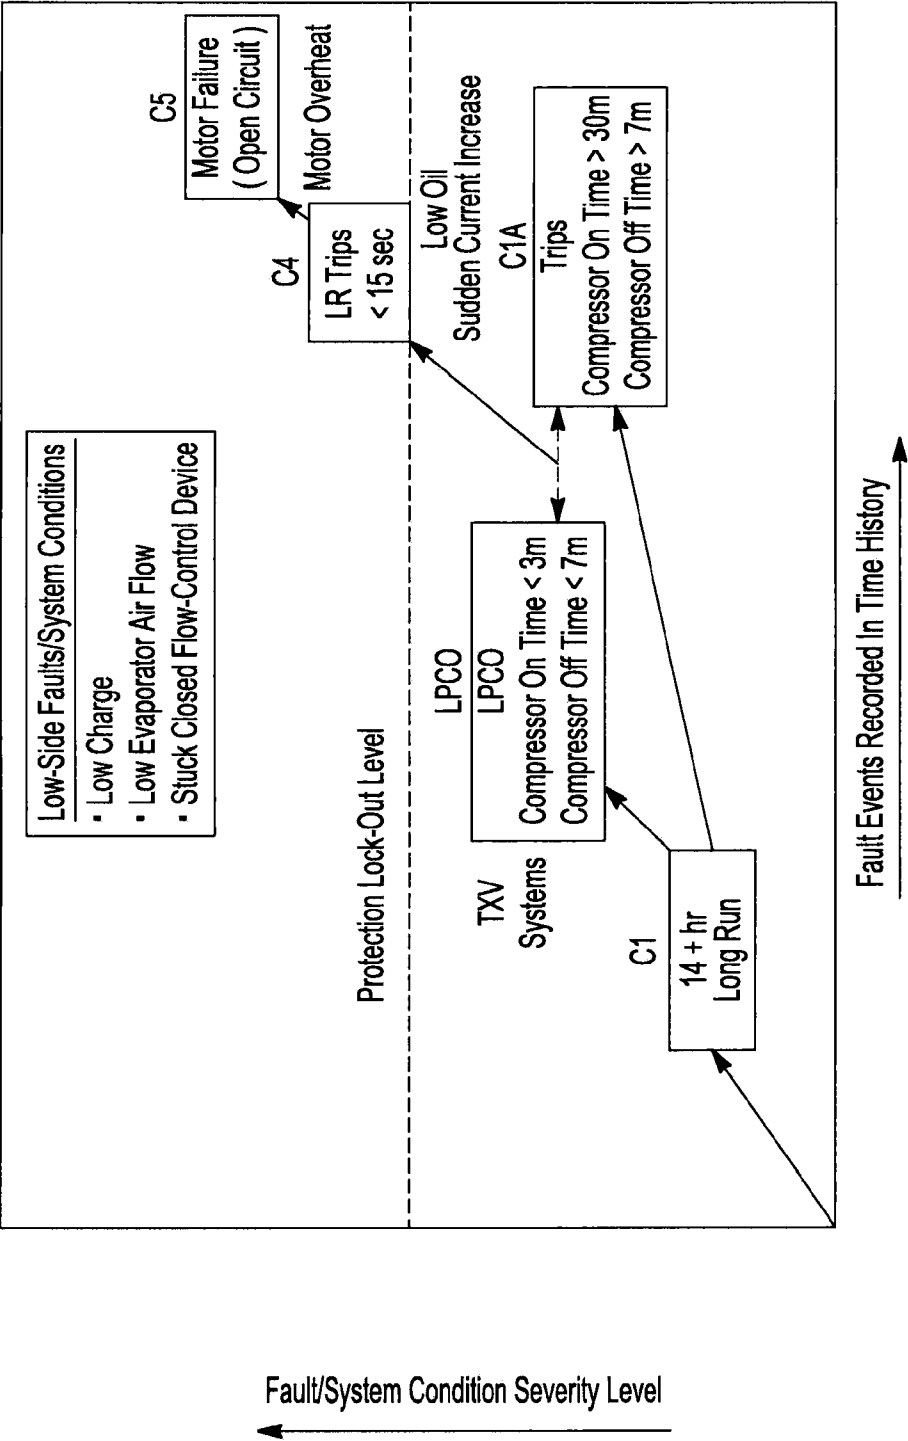 Low-Side Faults/System Conditions
▪ Low Charge
▪ Low Evaporator Air Flow
▪ Stuck Closed Flow-Control Device
C5
Motor Failure
( Open Circuit )
Motor Overheat
C4
LR Trips
< 15 sec
Protection Lock-Out Level
Low Oil
Sudden Current Increase
LPCO
TXV
Systems
LPCO
Compressor On Time < 3m
Compressor Off Time < 7m
C1A
Trips
Compressor On Time > 30m
Compressor Off Time > 7m
C1
14 + hr
Long Run
Fault/System Condition Severity Level
Fault Events Recorded In Time History